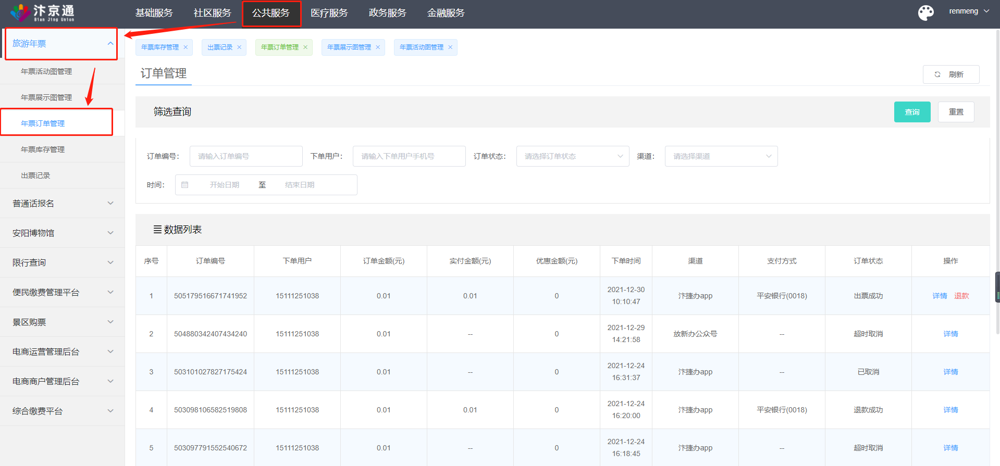 汴京通
Bian Jing Union
基础服务 社区服务 公共服务 医疗服务 政务服务 金融服务
renmeng
旅游年票
年票活动图管理
年票展示图管理
年票订单管理
年票库存管理
出票记录
普通话报名
安阳博物馆
限行查询
便民缴费管理平台
景区购票
电商运营管理后台
电商商户管理后台
综合缴费平台
年票库存管理 × 出票记录 × 年票订单管理 × 年票展示图管理 × 年票活动图管理 ×
订单管理
刷新
筛选查询
查询 重置
订单编号： 请输入订单编号 下单用户： 请输入下单用户手机号 订单状态： 请选择订单状态 渠道： 请选择渠道
时间： 开始日期 至 结束日期
数据列表
序号 订单编号 下单用户 订单金额(元) 实付金额(元) 优惠金额(元) 下单时间 渠道 支付方式 订单状态 操作
1 505179516671741952 15111251038 0.01 0.01 0 2021-12-30 10:10:47 汴捷办app 平安银行(0018) 出票成功 详情 退款
2 504880342407434240 15111251038 0.01 -- 0 2021-12-29 14:21:58 放新办公众号 -- 超时取消 详情
3 503101027827175424 15111251038 0.01 -- 0 2021-12-24 16:31:37 汴捷办app -- 已取消 详情
4 503098106582519808 15111251038 0.01 0.01 0 2021-12-24 16:20:00 汴捷办app 平安银行(0018) 退款成功 详情
5 503097791552540672 15111251038 0.01 -- 0 2021-12-24 16:18:45 汴捷办app -- 超时取消 详情